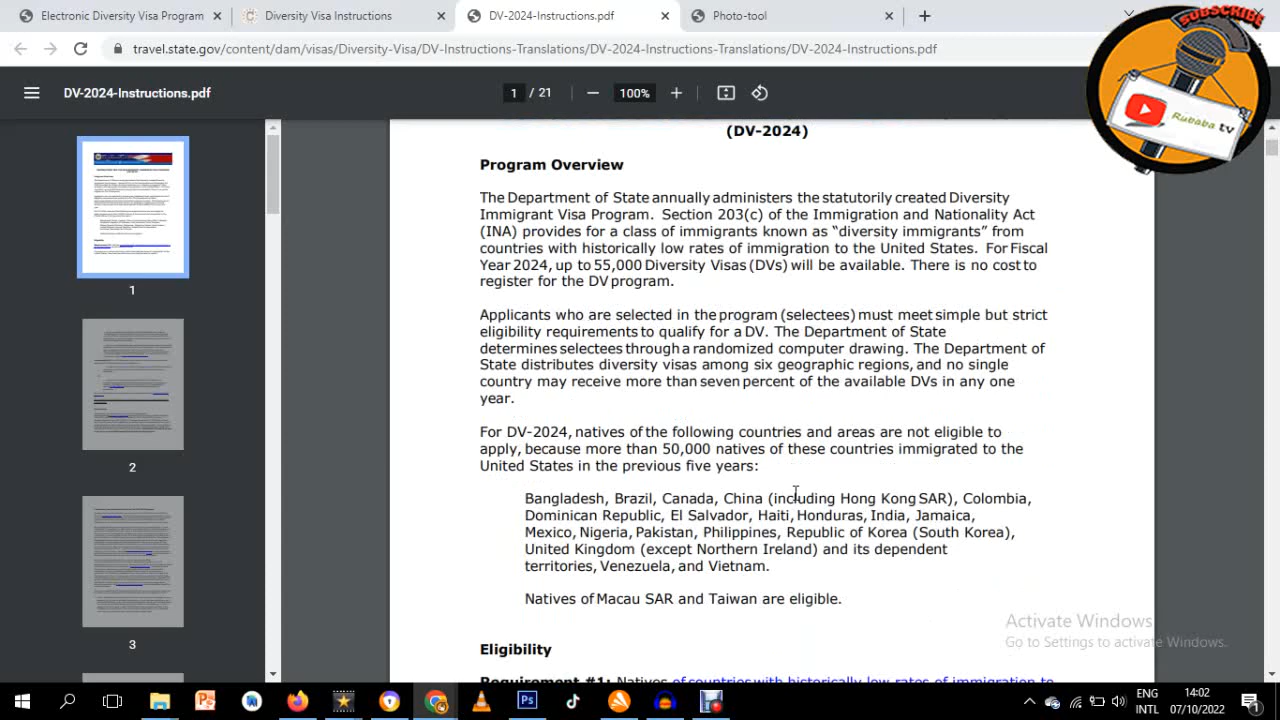 Electronic Diversity Visa Program
Diversity Visa Instructions
DV-2024-Instructions.pdf
Photo-tool
SUBSCRIBE
travel.state.gov/content/dam/visas/Diversity-Visa/DV-Instructions-Translations/DV-2024-Instructions-Translations/DV-2024-Instructions.pdf
DV-2024-Instructions.pdf
1 / 21
100%
Rubaba tv
(DV-2024)
Program Overview
The Department of State annually administers the statutorily created Diversity
Immigrant Visa Program. Section 203(c) of the Immigration and Nationality Act
(INA) provides for a class of immigrants known as “diversity immigrants” from
countries with historically low rates of immigration to the United States. For Fiscal
Year 2024, up to 55,000 Diversity Visas (DVs) will be available. There is no cost to
register for the DV program.
Applicants who are selected in the program (selectees) must meet simple but strict
eligibility requirements to qualify for a DV. The Department of State
determines selectees through a randomized computer drawing. The Department of
State distributes diversity visas among six geographic regions, and no single
country may receive more than seven percent of the available DVs in any one
year.
For DV-2024, natives of the following countries and areas are not eligible to
apply, because more than 50,000 natives of these countries immigrated to the
United States in the previous five years:
Bangladesh, Brazil, Canada, China (including Hong Kong SAR), Colombia,
Dominican Republic, El Salvador, Haiti, Honduras, India, Jamaica,
Mexico, Nigeria, Pakistan, Philippines, Republic of Korea (South Korea),
United Kingdom (except Northern Ireland) and its dependent
territories, Venezuela, and Vietnam.
Natives of Macau SAR and Taiwan are eligible.
Eligibility
Requirement #1: Natives of countries with historically low rates of immigration to
1
2
3
Activate Windows
Go to Settings to activate Windows.
Ps
ENG
INTL
14:02
07/10/2022
1